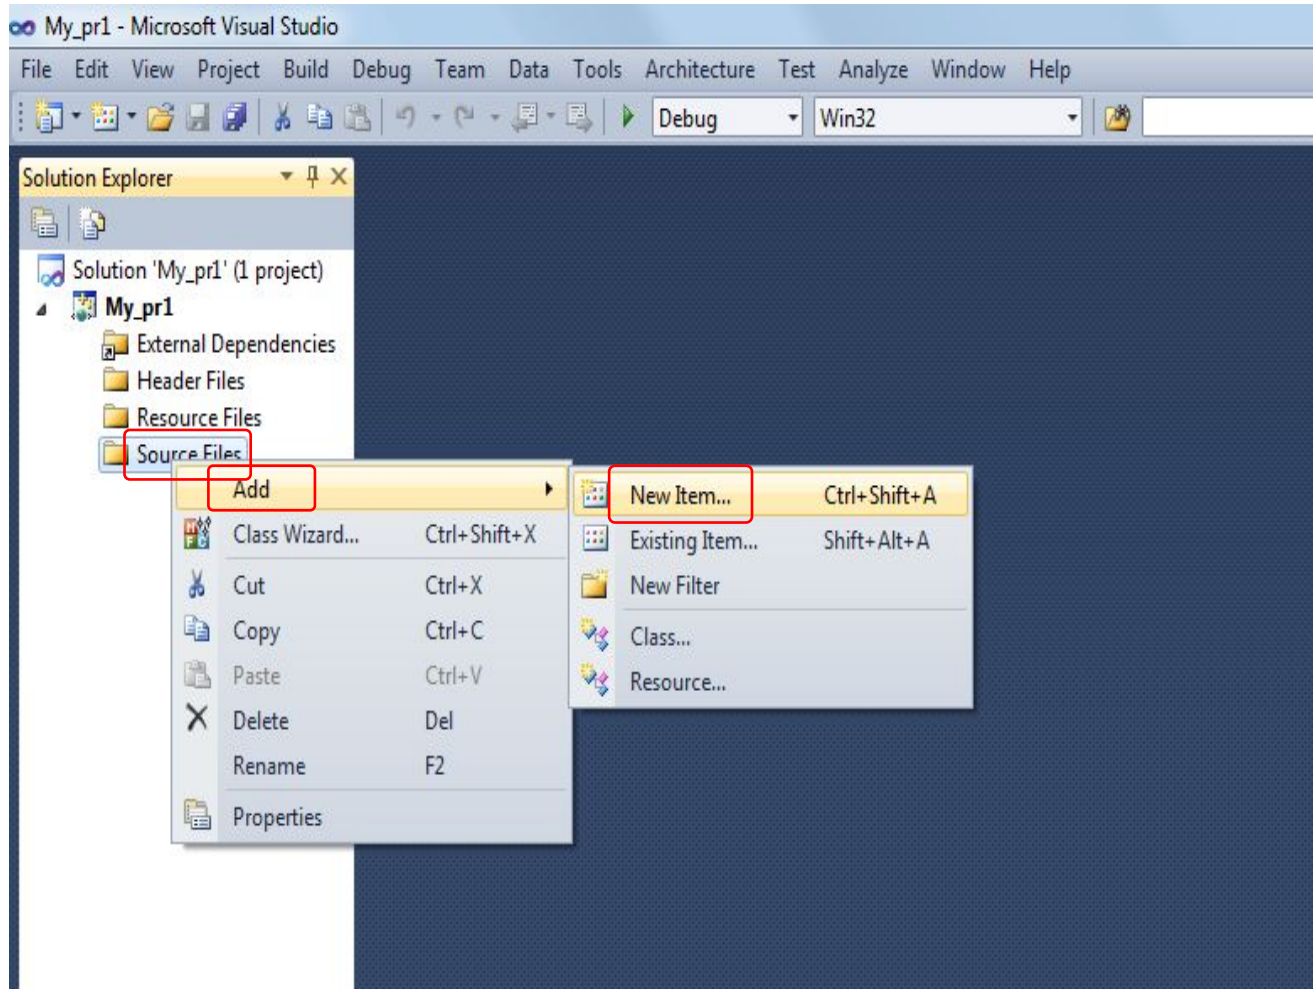 My_pr1 - Microsoft Visual Studio
File Edit View Project Build Debug Team Data Tools Architecture Test Analyze Window Help
Debug Win32
Solution Explorer
Solution 'My_pr1' (1 project)
My_pr1
External Dependencies
Header Files
Resource Files
Source Files
Add
Class Wizard... Ctrl+Shift+X
Cut Ctrl+X
Copy Ctrl+C
Paste Ctrl+V
Delete Del
Rename F2
Properties
New Item... Ctrl+Shift+A
Existing Item... Shift+Alt+A
New Filter
Class...
Resource...